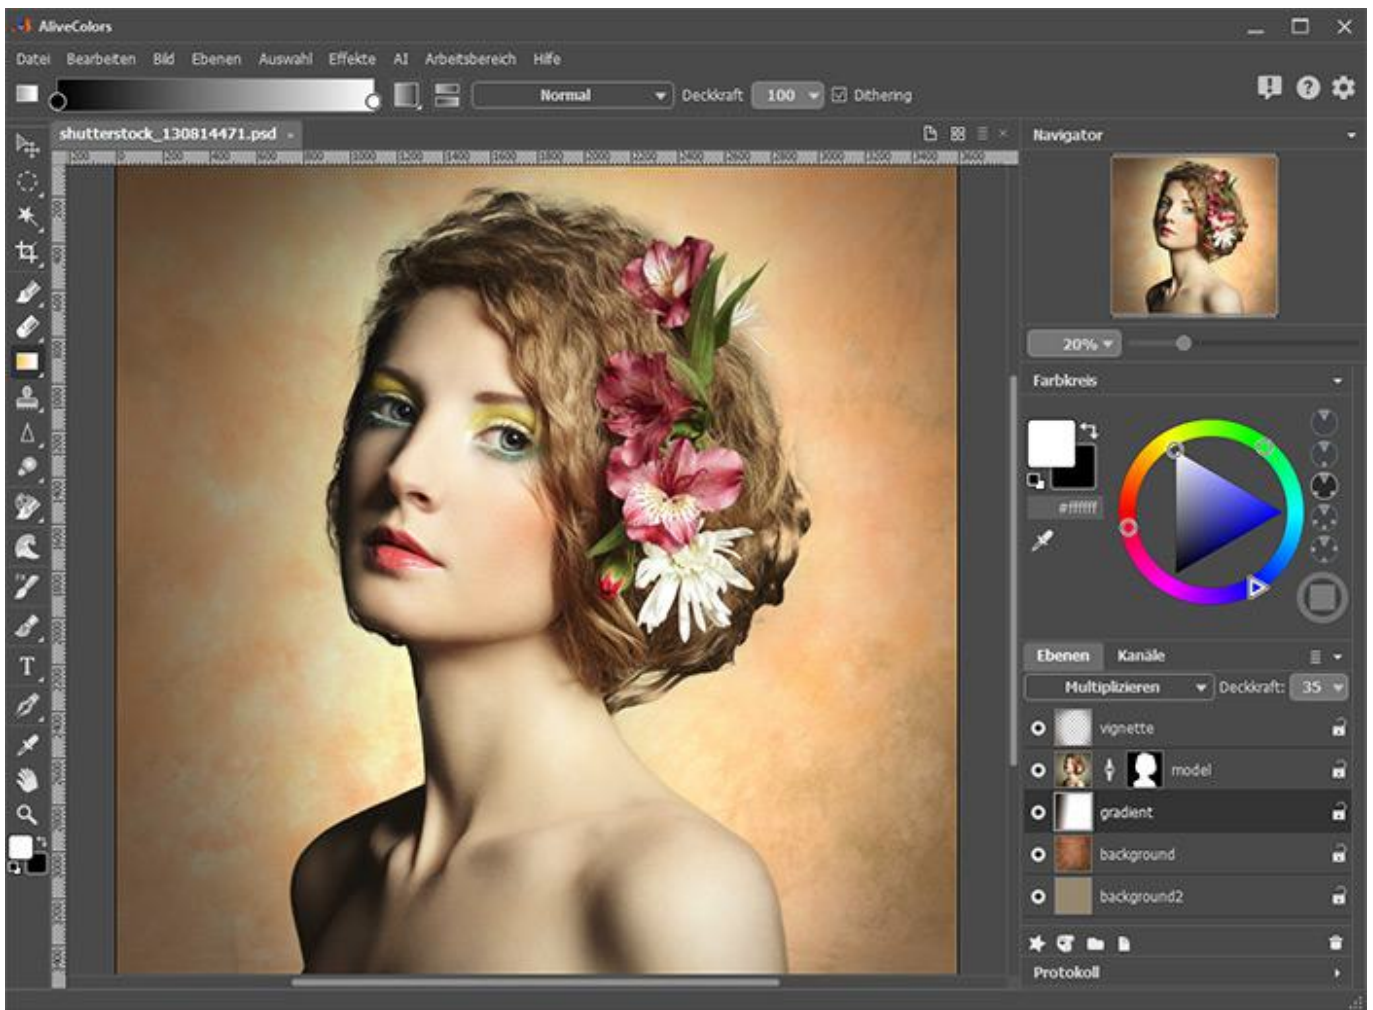 AliveColors
Datei Bearbeiten Bild Ebenen Auswahl Effekte AI Arbeitsbereich Hilfe
Normal Deckkraft 100 Dithering
shutterstock_130814471.psd
Navigator
20%
Farbkreis
#ffffff
Ebenen Kanäle
Multiplizieren Deckkraft: 35
vignette
model
gradient
background
background2
Protokoll
T